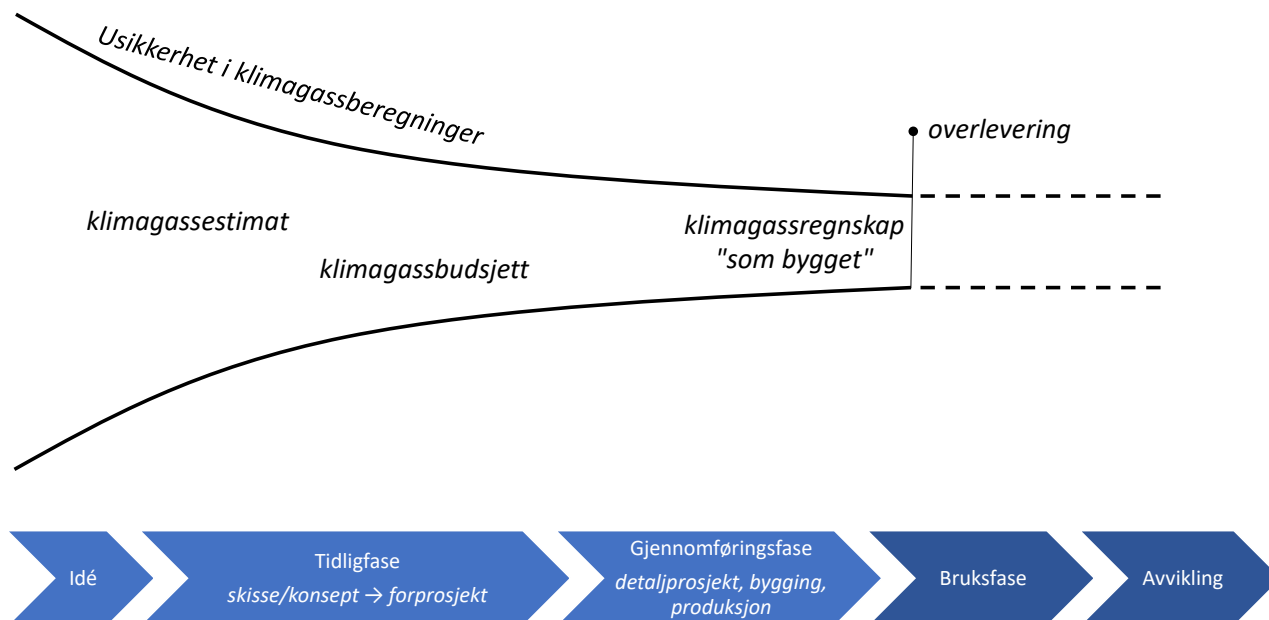 Usikkerhet i klimagassberegninger
overlevering
klimagassestimat
klimagassregnskap
"som bygget"
klimagassbudsjett
Idé
Tidligfase
skisse/konsept → forprosjekt
Gjennomføringsfase
detaljprosjekt, bygging,
produksjon
Bruksfase
Avvikling